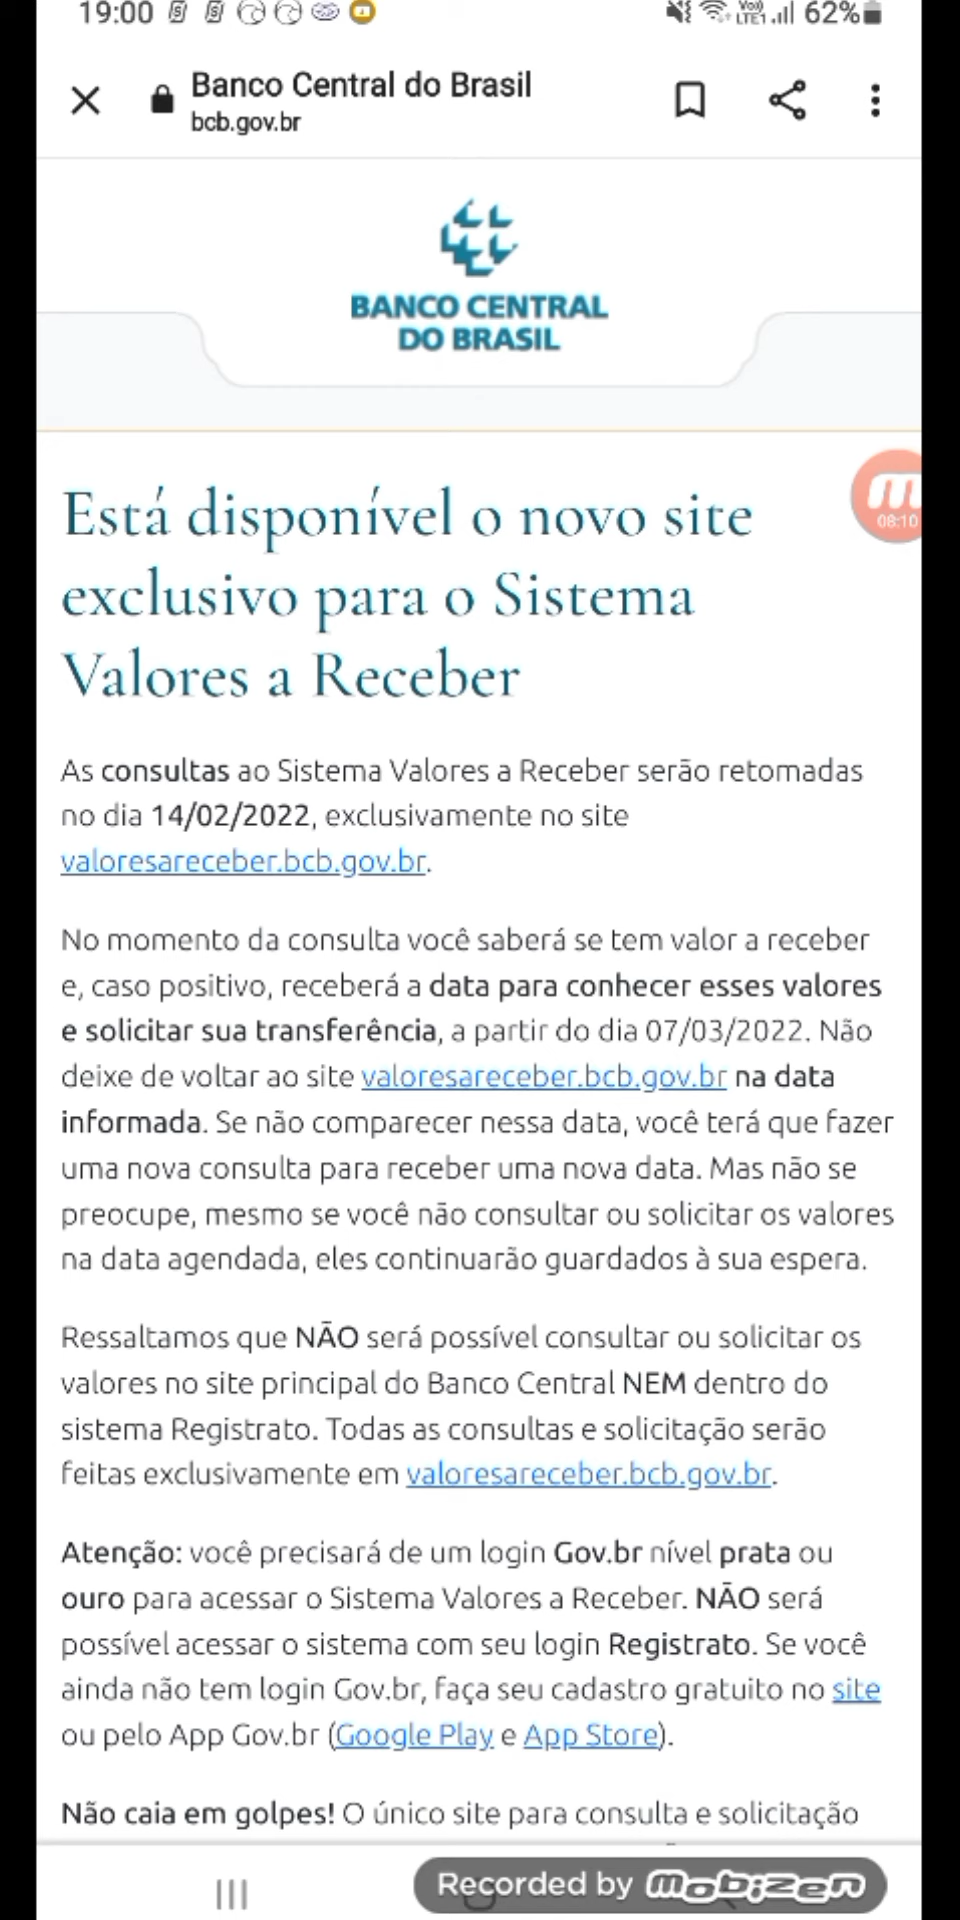 19:00
Vo))
LTE1
62%
Banco Central do Brasil
bcb.gov.br
BANCO CENTRAL
DO BRASIL
08:10
Está disponível o novo site
exclusivo para o Sistema
Valores a Receber
As consultas ao Sistema Valores a Receber serão retomadas
no dia 14/02/2022, exclusivamente no site
valoresareceber.bcb.gov.br.
No momento da consulta você saberá se tem valor a receber
e, caso positivo, receberá a data para conhecer esses valores
e solicitar sua transferência, a partir do dia 07/03/2022. Não
deixe de voltar ao site valoresareceber.bcb.gov.br na data
informada. Se não comparecer nessa data, você terá que fazer
uma nova consulta para receber uma nova data. Mas não se
preocupe, mesmo se você não consultar ou solicitar os valores
na data agendada, eles continuarão guardados à sua espera.
Ressaltamos que NÃO será possível consultar ou solicitar os
valores no site principal do Banco Central NEM dentro do
sistema Registrato. Todas as consultas e solicitação serão
feitas exclusivamente em valoresareceber.bcb.gov.br.
Atenção: você precisará de um login Gov.br nível prata ou
ouro para acessar o Sistema Valores a Receber. NÃO será
possível acessar o sistema com seu login Registrato. Se você
ainda não tem login Gov.br, faça seu cadastro gratuito no site
ou pelo App Gov.br (Google Play e App Store).
Não caia em golpes! O único site para consulta e solicitação
Recorded by mobizen